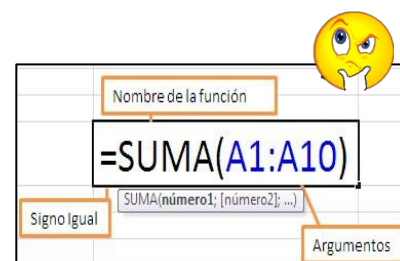 Nombre de la función
=SUMA(A1:A10)
SUMA(número1; [número2]; ...)
Signo Igual
Argumentos